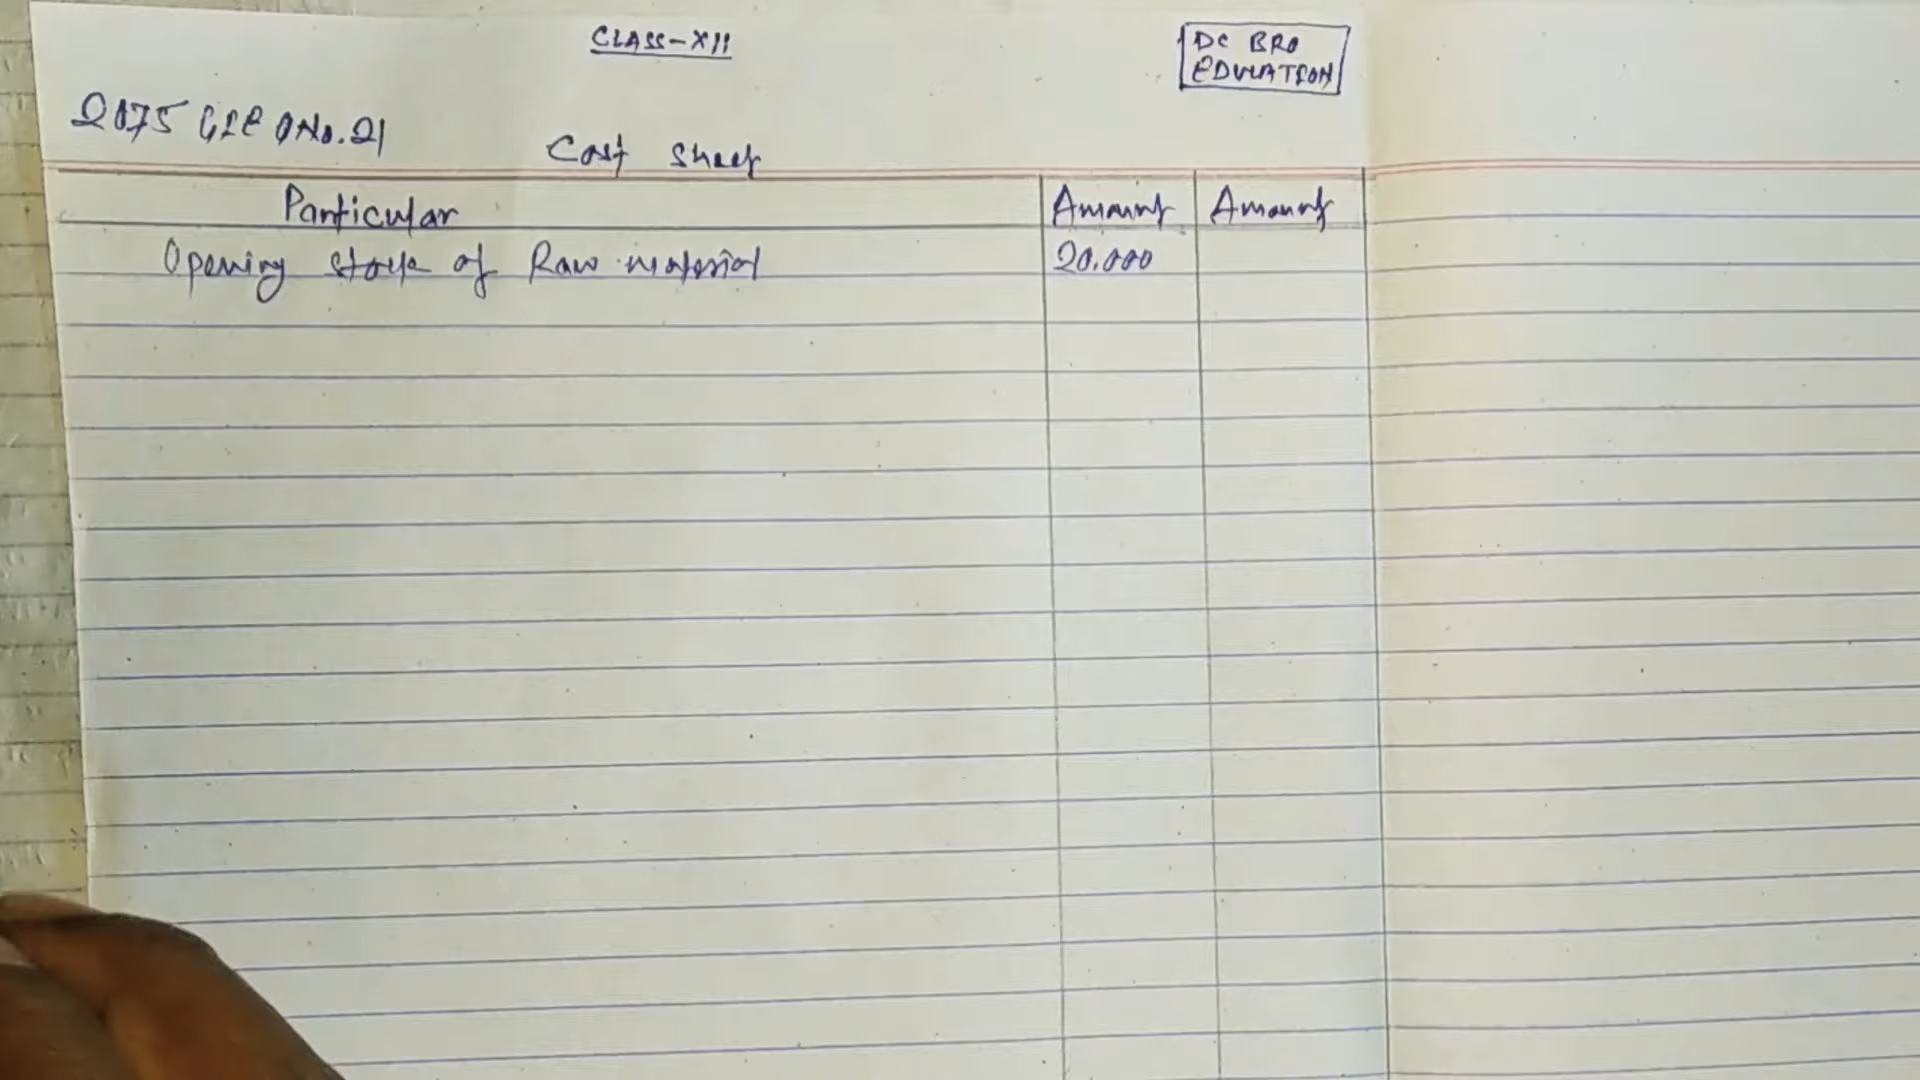 CLASS-XII
DC BRO
EDUCATION
2075 GIE QNo.21
Cost sheet
Particular Amount Amount
Opening stock of Raw material 20,000